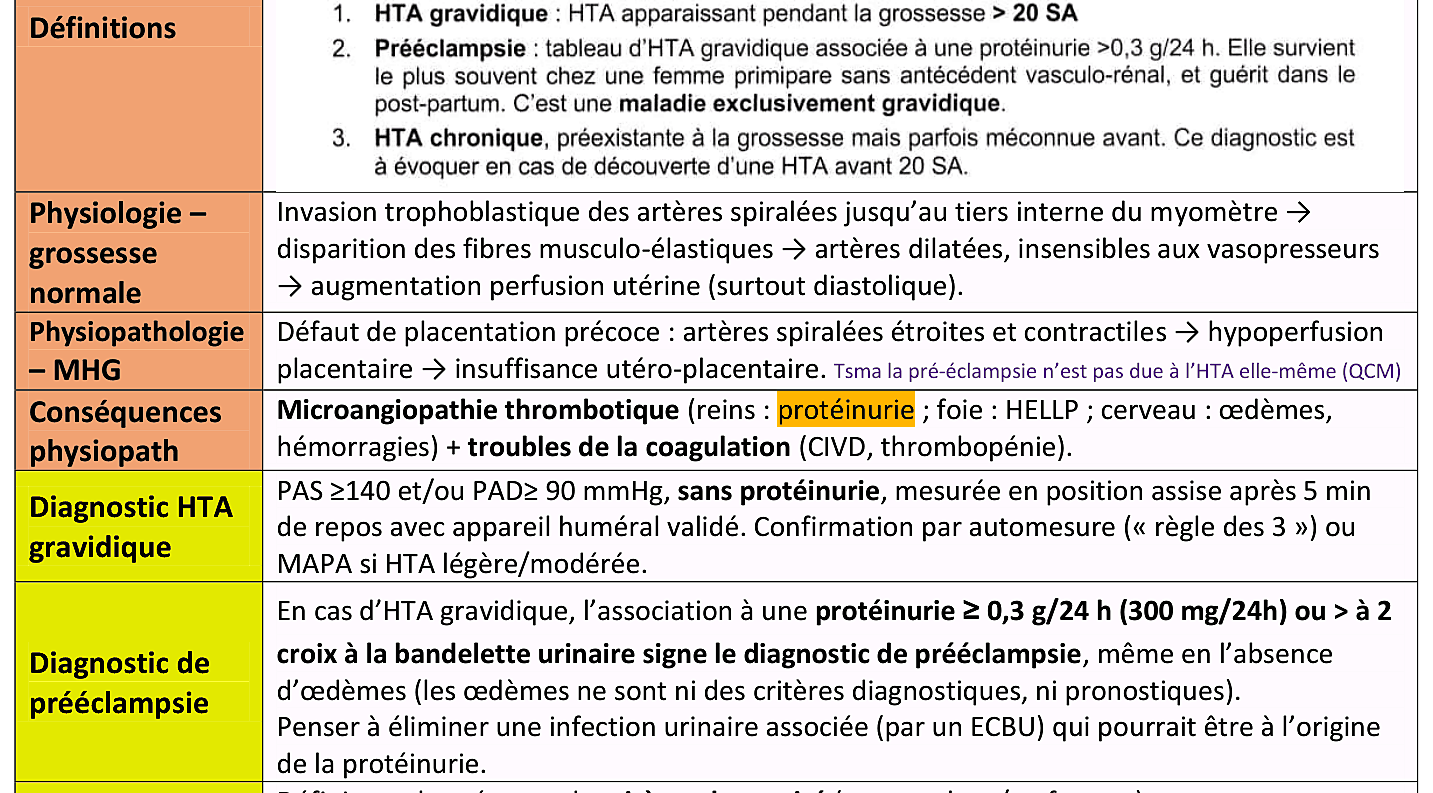 Définitions
1. HTA gravidique : HTA apparaissant pendant la grossesse > 20 SA
2. Prééclampsie : tableau d'HTA gravidique associée à une protéinurie >0,3 g/24 h. Elle survient
le plus souvent chez une femme primipare sans antécédent vasculo-rénal, et guérit dans le
post-partum. C'est une maladie exclusivement gravidique.
3. HTA chronique, préexistante à la grossesse mais parfois méconnue avant. Ce diagnostic est
à évoquer en cas de découverte d'une HTA avant 20 SA.
Physiologie –
grossesse
normale
Invasion trophoblastique des artères spiralées jusqu'au tiers interne du myomètre →
disparition des fibres musculo-élastiques → artères dilatées, insensibles aux vasopresseurs
→ augmentation perfusion utérine (surtout diastolique).
Physiopathologie
– MHG
Défaut de placentation précoce : artères spiralées étroites et contractiles → hypoperfusion
placentaire → insuffisance utéro-placentaire. Tsma la pré-éclampsie n'est pas due à l'HTA elle-même (QCM)
Conséquences
physiopath
Microangiopathie thrombotique (reins : protéinurie ; foie : HELLP ; cerveau : œdèmes,
hémorragies) + troubles de la coagulation (CIVD, thrombopénie).
Diagnostic HTA
gravidique
PAS ≥140 et/ou PAD≥ 90 mmHg, sans protéinurie, mesurée en position assise après 5 min
de repos avec appareil huméral validé. Confirmation par automesure (« règle des 3 ») ou
MAPA si HTA légère/modérée.
Diagnostic de
prééclampsie
En cas d'HTA gravidique, l'association à une protéinurie ≥ 0,3 g/24 h (300 mg/24h) ou > à 2
croix à la bandelette urinaire signe le diagnostic de prééclampsie, même en l'absence
d'œdèmes (les œdèmes ne sont ni des critères diagnostiques, ni pronostiques).
Penser à éliminer une infection urinaire associée (par un ECBU) qui pourrait être à l'origine
de la protéinurie.